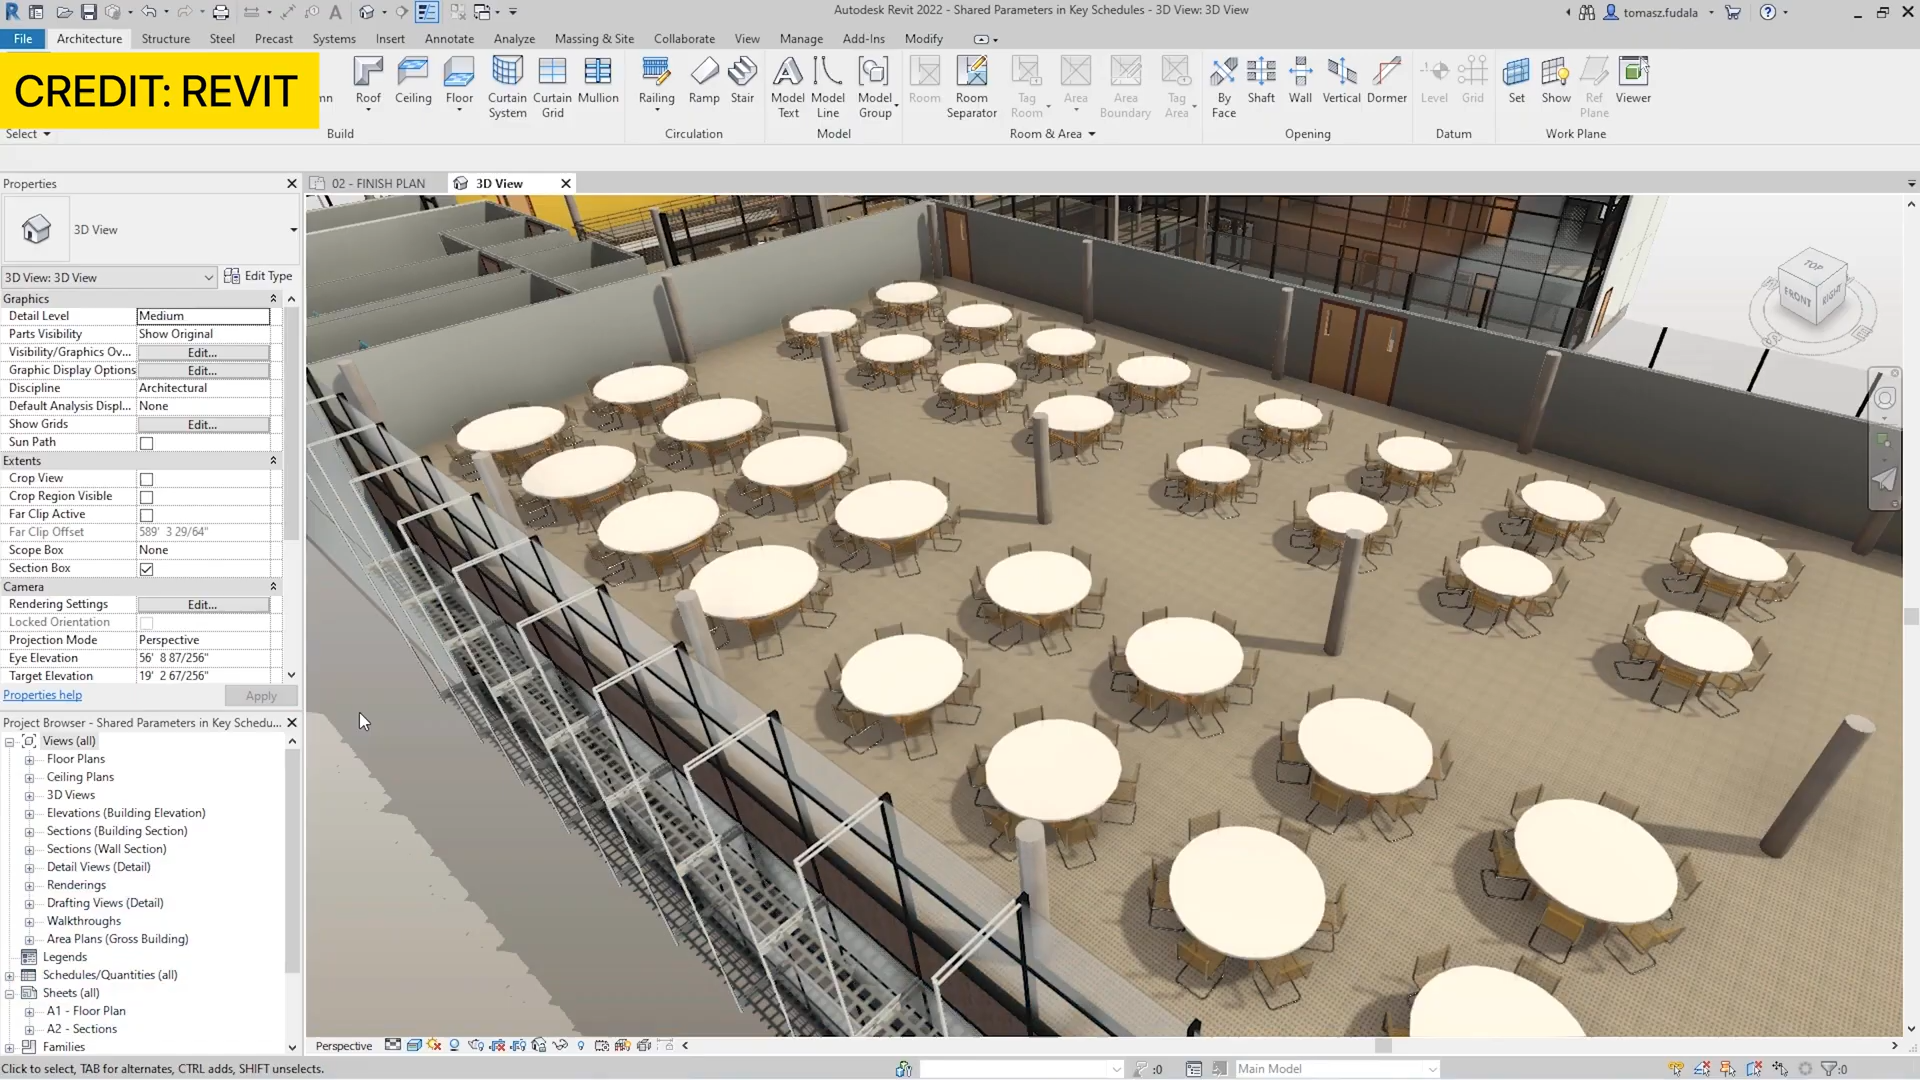 Autodesk Revit 2022 - Shared Parameters in Key Schedules - 3D View: 3D View
tomasz.fudala
File Architecture Structure Steel Precast Systems Insert Annotate Analyze Massing & Site Collaborate View Manage Add-Ins Modify
CREDIT: REVIT
Roof Ceiling Floor Curtain System Curtain Grid Mullion Railing Ramp Stair Model Text Model Line Model Group Room Room Separator Tag Room Area Area Boundary Tag Area By Face Shaft Wall Vertical Dormer Level Grid Set Show Ref Plane Viewer
Select Build Circulation Model Room & Area Opening Datum Work Plane
Properties
02 - FINISH PLAN 3D View
3D View
3D View: 3D View Edit Type
Graphics
Detail Level Medium
Parts Visibility Show Original
Visibility/Graphics Ov... Edit...
Graphic Display Options Edit...
Discipline Architectural
Default Analysis Displ... None
Show Grids Edit...
Sun Path
Extents
Crop View
Crop Region Visible
Far Clip Active
Far Clip Offset 589' 3 29/64"
Scope Box None
Section Box
Camera
Rendering Settings Edit...
Locked Orientation
Projection Mode Perspective
Eye Elevation 56' 8 87/256"
Target Elevation 19' 2 67/256"
Properties help Apply
Project Browser - Shared Parameters in Key Schedu...
Views (all)
Floor Plans
Ceiling Plans
3D Views
Elevations (Building Elevation)
Sections (Building Section)
Sections (Wall Section)
Detail Views (Detail)
Renderings
Drafting Views (Detail)
Walkthroughs
Area Plans (Gross Building)
Legends
Schedules/Quantities (all)
Sheets (all)
A1 - Floor Plan
A2 - Sections
Families
TOP
FRONT
RIGHT
Perspective
Click to select, TAB for alternates, CTRL adds, SHIFT unselects.
:0
Main Model
:0